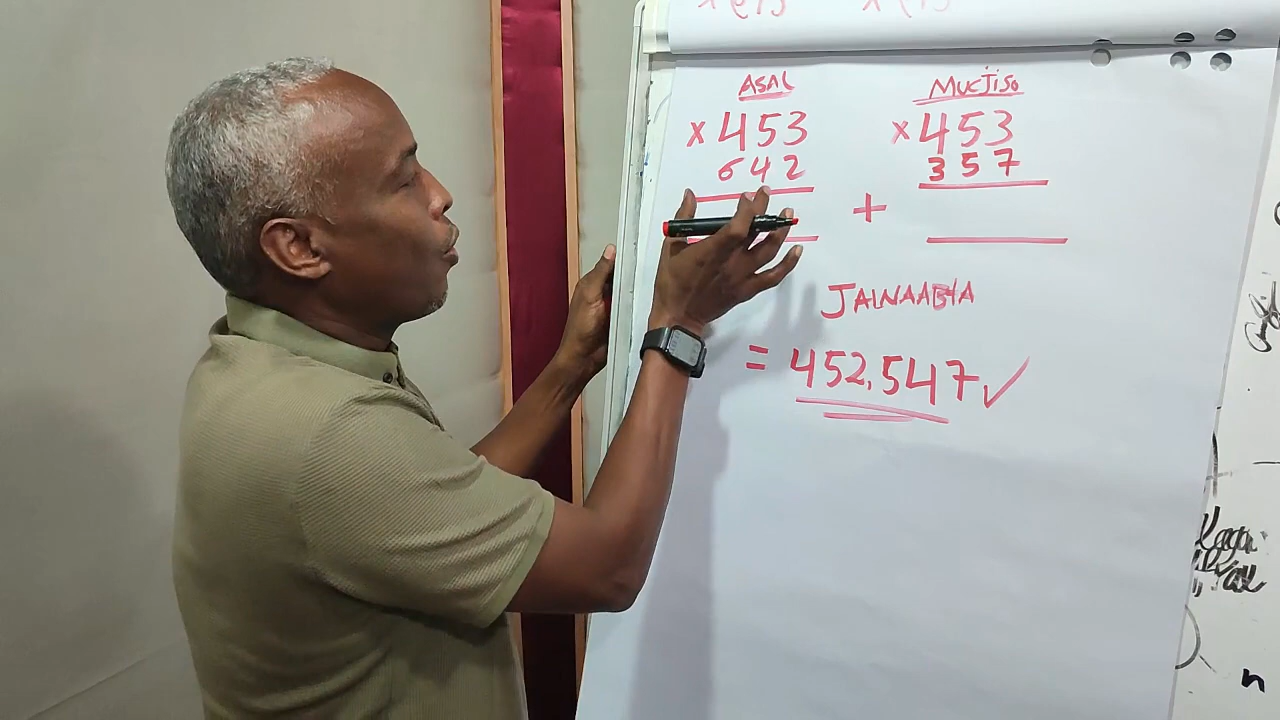 ASAL
× 453
642
MUCJISO
× 453
357
+
JAWAABTA
= 452,547 ✓
n